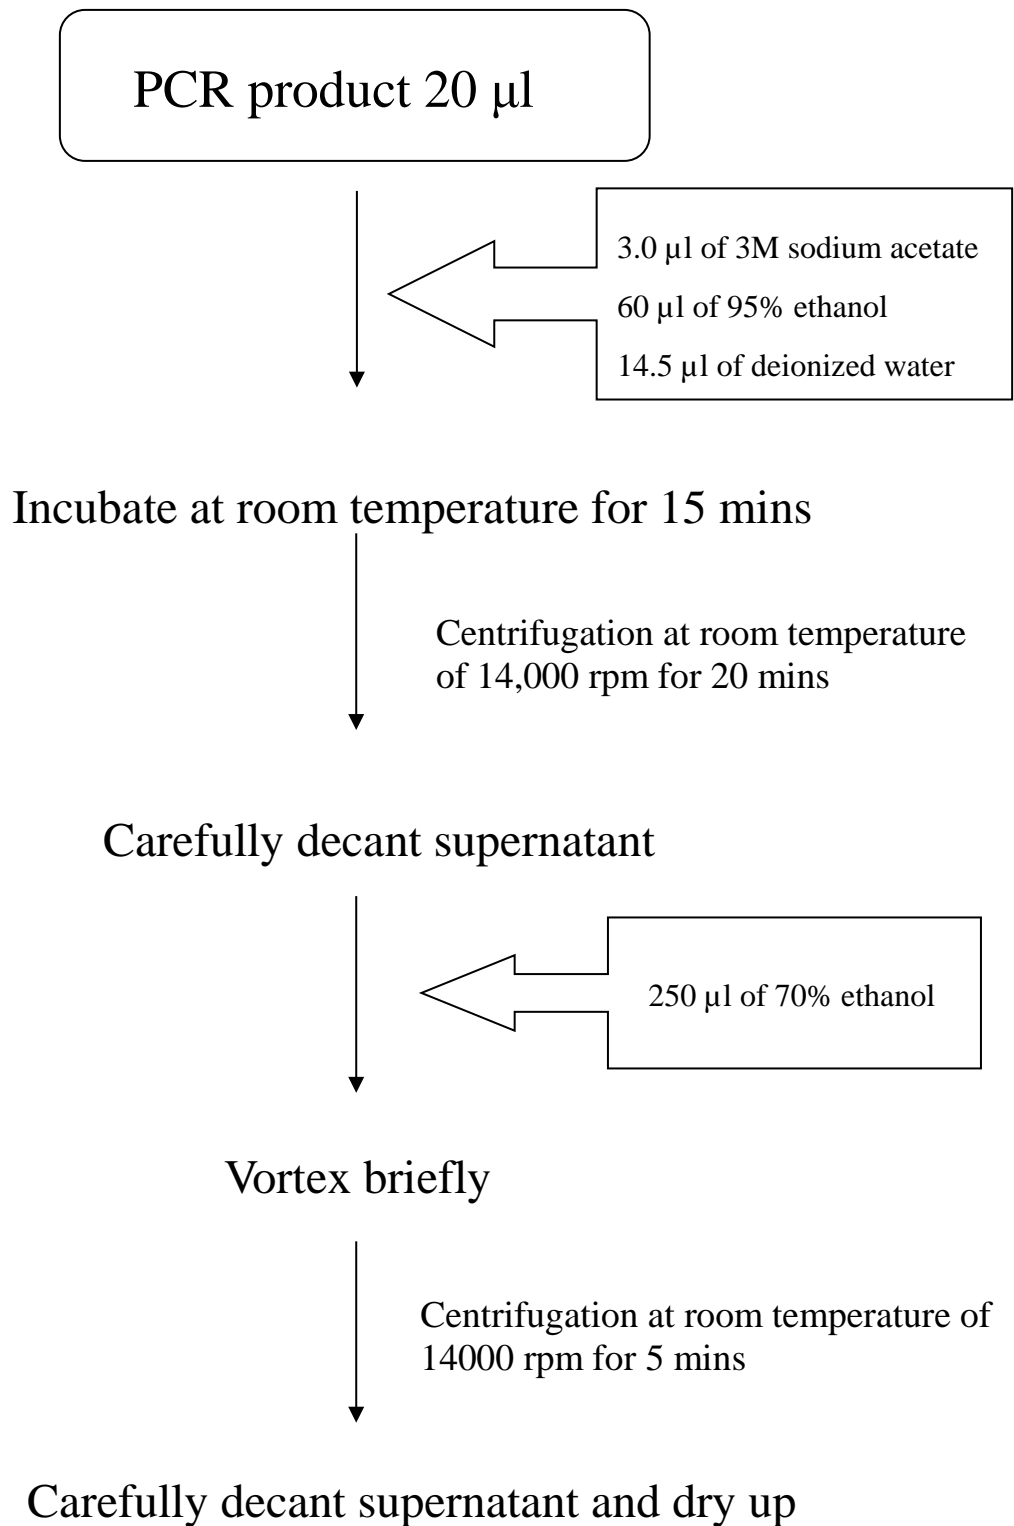 PCR product 20 µl
3.0 µl of 3M sodium acetate
60 µl of 95% ethanol
14.5 µl of deionized water
Incubate at room temperature for 15 mins
Centrifugation at room temperature
of 14,000 rpm for 20 mins
Carefully decant supernatant
250 µl of 70% ethanol
Vortex briefly
Centrifugation at room temperature of
14000 rpm for 5 mins
Carefully decant supernatant and dry up